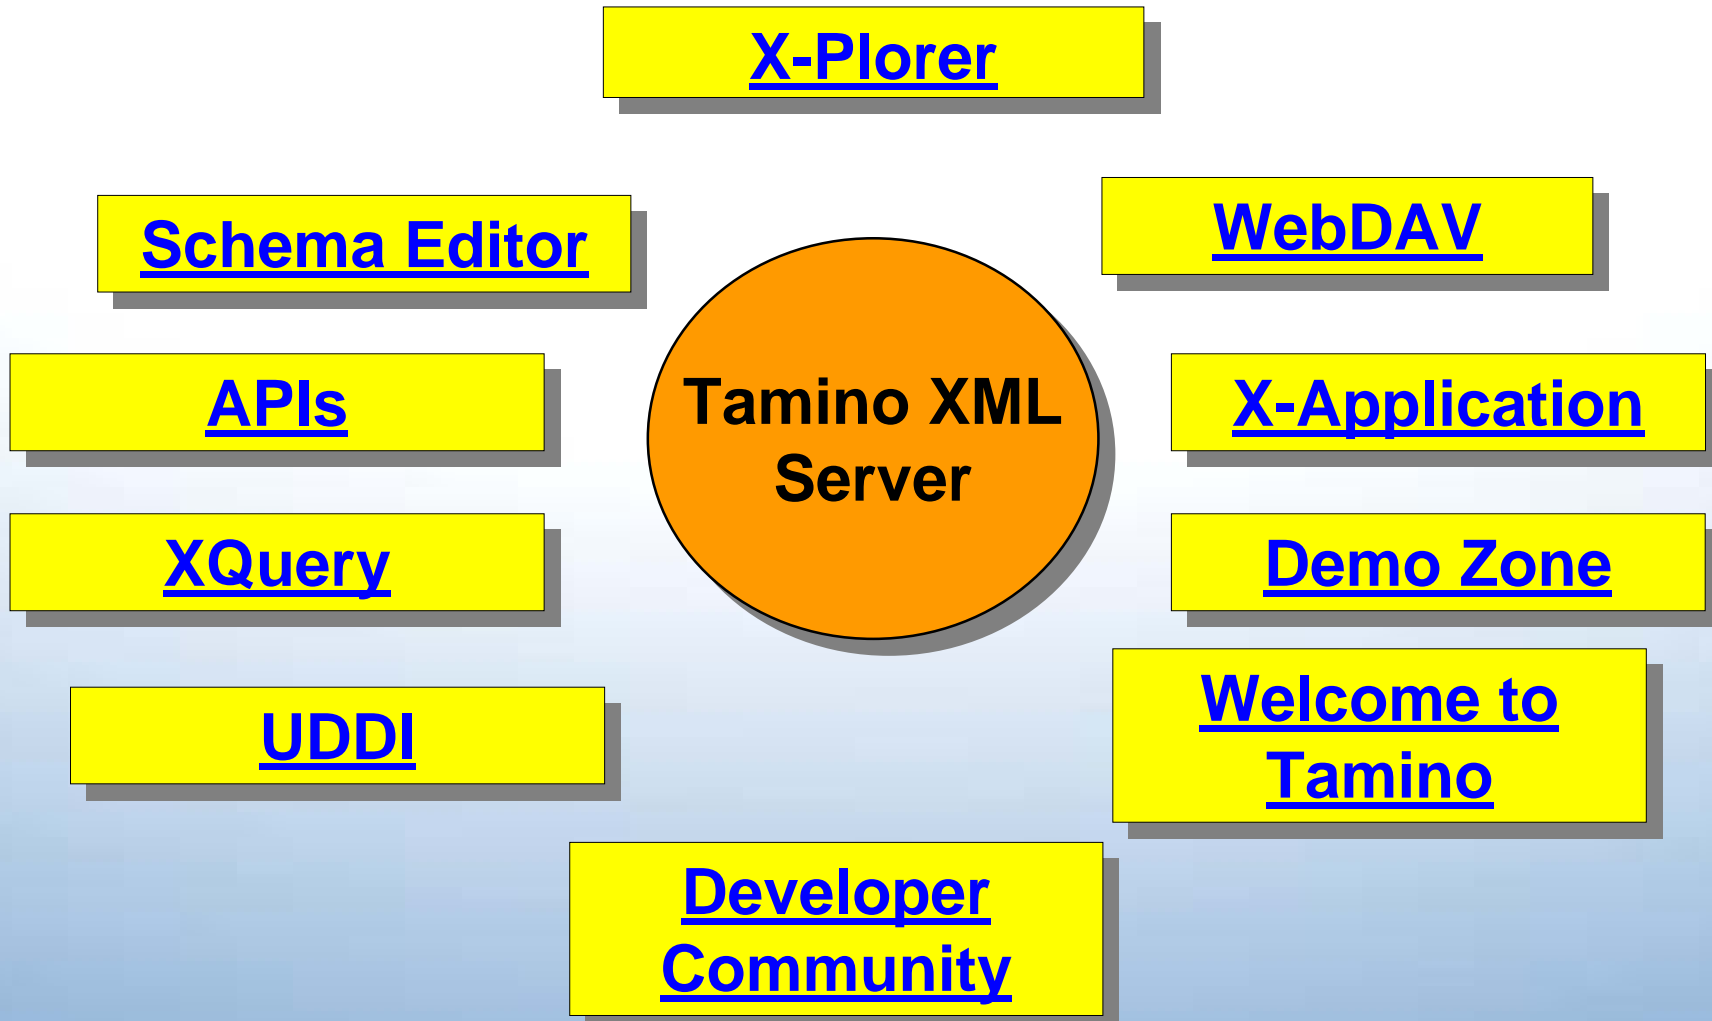 X-Plorer
Schema Editor
WebDAV
APIs
Tamino XML
Server
X-Application
XQuery
Demo Zone
UDDI
Welcome to
Tamino
Developer
Community